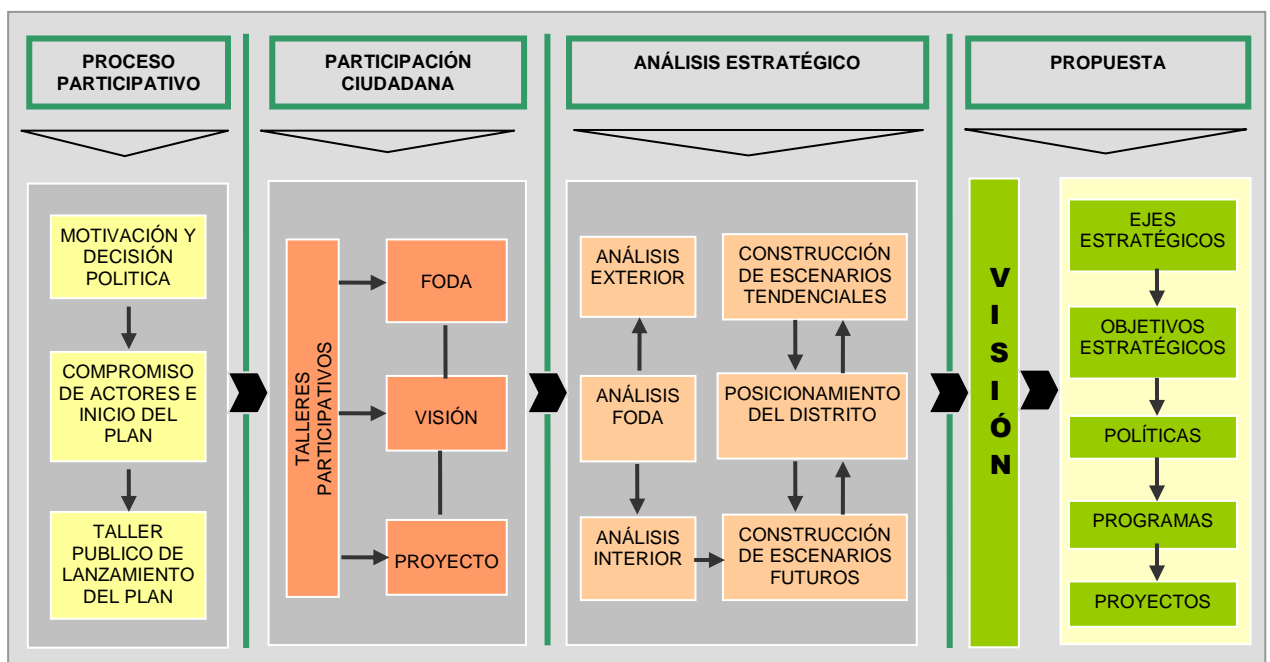 PROCESO
PARTICIPATIVO
PARTICIPACIÓN
CIUDADANA
ANÁLISIS ESTRATÉGICO
PROPUESTA
MOTIVACIÓN Y
DECISIÓN
POLITICA
COMPROMISO
DE ACTORES E
INICIO DEL
PLAN
TALLER
PUBLICO DE
LANZAMIENTO
DEL PLAN
TALLERES
PARTICIPATIVOS
FODA
VISIÓN
PROYECTO
ANÁLISIS
EXTERIOR
ANÁLISIS
FODA
ANÁLISIS
INTERIOR
CONSTRUCCIÓN
DE ESCENARIOS
TENDENCIALES
POSICIONAMIENTO
DEL DISTRITO
CONSTRUCCIÓN
DE ESCENARIOS
FUTUROS
VISIÓN
EJES
ESTRATÉGICOS
OBJETIVOS
ESTRATÉGICOS
POLÍTICAS
PROGRAMAS
PROYECTOS